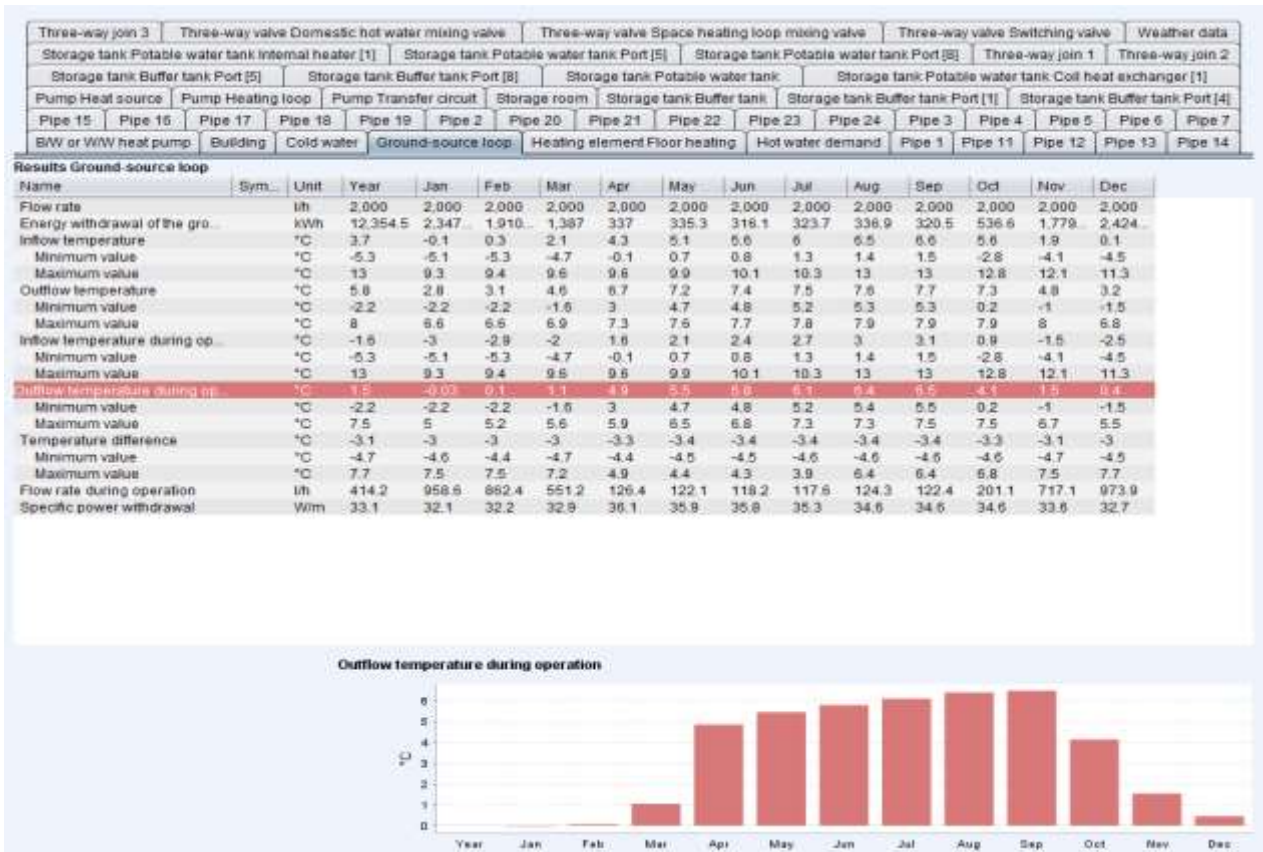 Three-way join 3 Three-way valve Domestic hot water mixing valve Three-way valve Space heating loop mixing valve Three-way valve Switching valve Weather data
Storage tank Potable water tank Internal heater [1] Storage tank Potable water tank Port [5] Storage tank Potable water tank Port [8] Three-way join 1 Three-way join 2
Storage tank Buffer tank Port [5] Storage tank Buffer tank Port [8] Storage tank Potable water tank Storage tank Potable water tank Coil heat exchanger [1]
Pump Heat source Pump Heating loop Pump Transfer circuit Storage room Storage tank Buffer tank Storage tank Buffer tank Port [1] Storage tank Buffer tank Port [4]
Pipe 15 Pipe 16 Pipe 17 Pipe 18 Pipe 19 Pipe 2 Pipe 20 Pipe 21 Pipe 22 Pipe 23 Pipe 24 Pipe 3 Pipe 4 Pipe 5 Pipe 6 Pipe 7
B/W or W/W heat pump Building Cold water Ground-source loop Heating element Floor heating Hot water demand Pipe 1 Pipe 11 Pipe 12 Pipe 13 Pipe 14
Results Ground-source loop
Name Sym... Unit Year Jan Feb Mar Apr May Jun Jul Aug Sep Oct Nov Dec
Flow rate l/h 2,000 2,000 2,000 2,000 2,000 2,000 2,000 2,000 2,000 2,000 2,000 2,000 2,000
Energy withdrawal of the gro... kWh 12,354.5 2,347... 1,910... 1,387 337 335.3 316.1 323.7 336.9 320.5 536.6 1,779... 2,424...
Inflow temperature °C 3.7 -0.1 0.3 2.1 4.3 5.1 5.6 6 6.5 6.6 5.6 1.9 0.1
Minimum value °C -5.3 -5.1 -5.3 -4.7 -0.1 0.7 0.8 1.3 1.4 1.5 -2.8 -4.1 -4.5
Maximum value °C 13 9.3 9.4 9.6 9.6 9.9 10.1 10.3 13 13 12.8 12.1 11.3
Outflow temperature °C 5.8 2.8 3.1 4.6 6.7 7.2 7.4 7.5 7.6 7.7 7.3 4.8 3.2
Minimum value °C -2.2 -2.2 -2.2 -1.6 3 4.7 4.8 5.2 5.3 5.3 0.2 -1 -1.5
Maximum value °C 8 6.6 6.6 6.9 7.3 7.6 7.7 7.8 7.9 7.9 7.9 8 6.8
Inflow temperature during op... °C -1.6 -3 -2.9 -2 1.6 2.1 2.4 2.7 3 3.1 0.9 -1.5 -2.5
Minimum value °C -5.3 -5.1 -5.3 -4.7 -0.1 0.7 0.8 1.3 1.4 1.5 -2.8 -4.1 -4.5
Maximum value °C 13 9.3 9.4 9.6 9.6 9.9 10.1 10.3 13 13 12.8 12.1 11.3
Outflow temperature during op... °C 1.5 -0.03 0.1 1.1 4.9 5.5 5.8 6.1 6.4 6.5 4.1 1.5 0.4
Minimum value °C -2.2 -2.2 -2.2 -1.6 3 4.7 4.8 5.2 5.4 5.5 0.2 -1 -1.5
Maximum value °C 7.5 5 5.2 5.6 5.9 6.5 6.8 7.3 7.3 7.5 7.5 6.7 5.5
Temperature difference °C -3.1 -3 -3 -3 -3.3 -3.4 -3.4 -3.4 -3.4 -3.4 -3.3 -3.1 -3
Minimum value °C -4.7 -4.6 -4.4 -4.7 -4.4 -4.5 -4.5 -4.6 -4.6 -4.6 -4.6 -4.7 -4.5
Maximum value °C 7.7 7.5 7.5 7.2 4.9 4.4 4.3 3.9 6.4 6.4 6.8 7.5 7.7
Flow rate during operation l/h 414.2 958.6 862.4 551.2 126.4 122.1 118.2 117.6 124.3 122.4 201.1 717.1 973.9
Specific power withdrawal W/m 33.1 32.1 32.2 32.9 36.1 35.9 35.8 35.3 34.6 34.6 34.6 33.6 32.7
Outflow temperature during operation
6
5
4
°C
3
2
1
0
Year Jan Feb Mar Apr May Jun Jul Aug Sep Oct Nov Dec